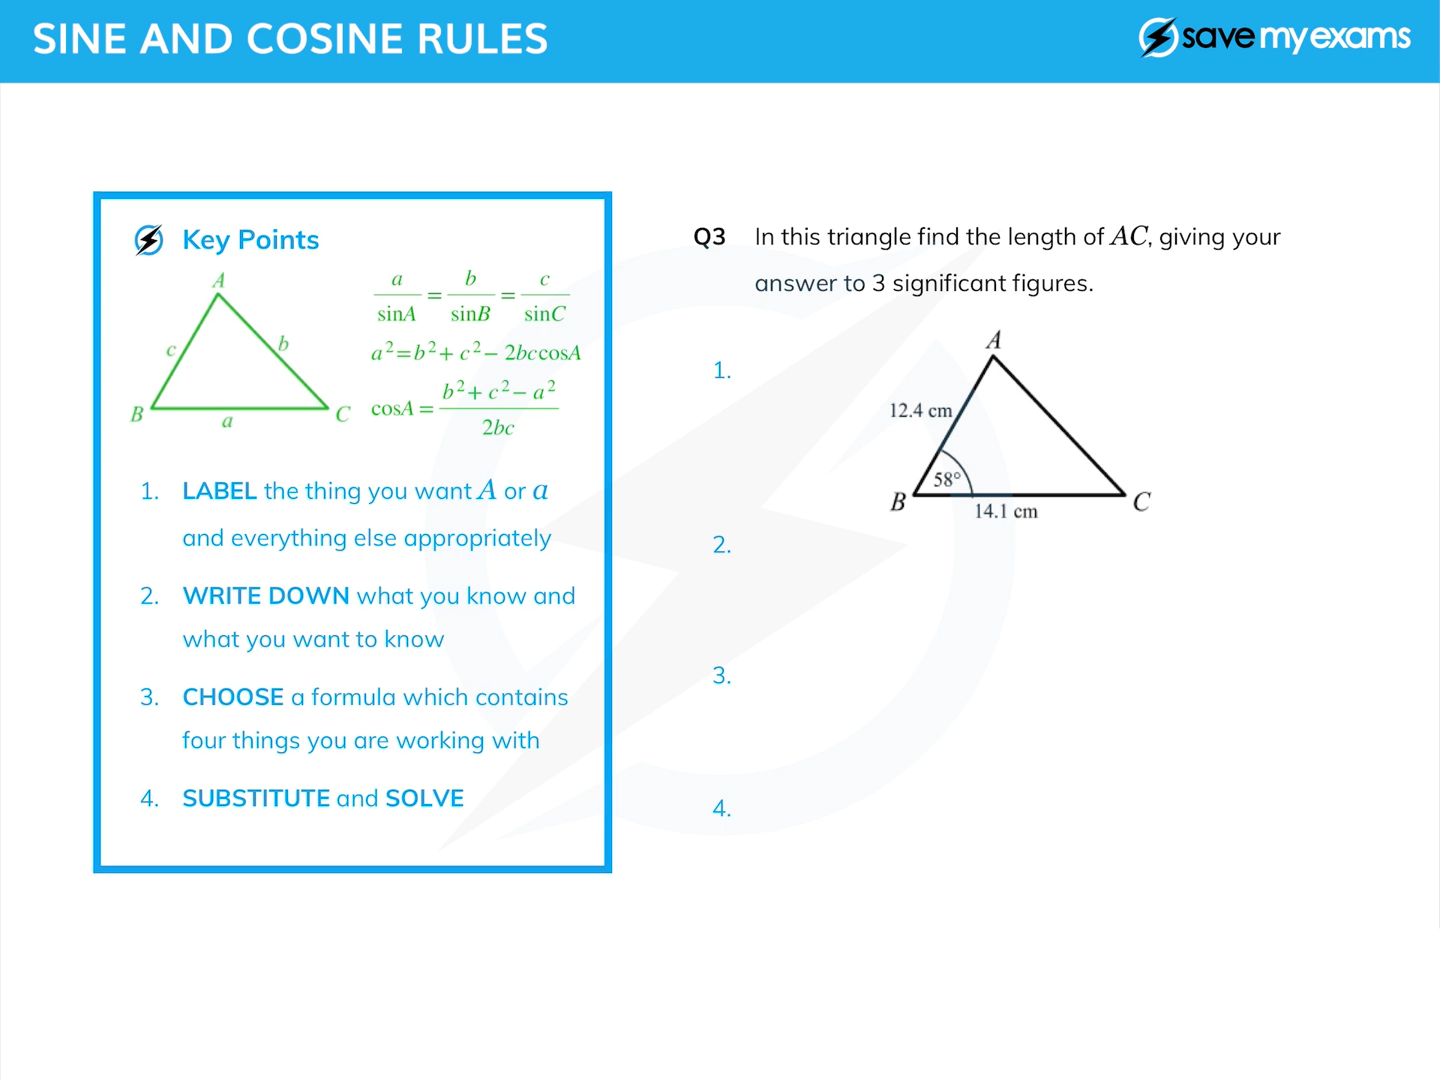 SINE AND COSINE RULES
savemyexams
Key Points
A
c
b
B
a
C
a/sinA = b/sinB = c/sinC
a²=b²+ c²− 2bccosA
cosA = (b²+ c²− a²)/2bc
1. LABEL the thing you want A or a
and everything else appropriately
2. WRITE DOWN what you know and
what you want to know
3. CHOOSE a formula which contains
four things you are working with
4. SUBSTITUTE and SOLVE
Q3 In this triangle find the length of AC, giving your
answer to 3 significant figures.
1.
A
12.4 cm
58°
B
C
14.1 cm
2.
3.
4.